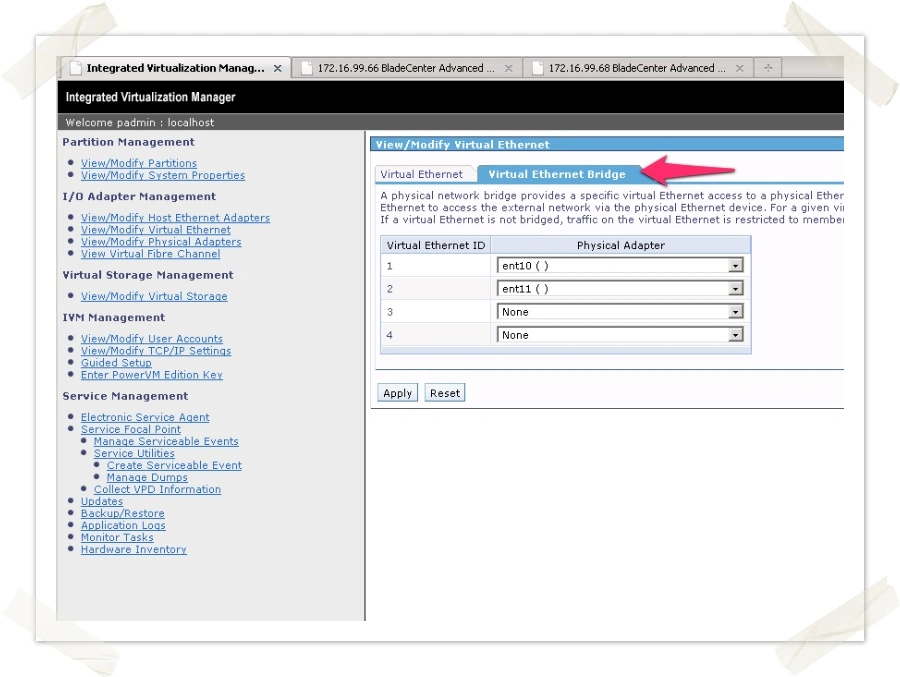 Integrated Virtualization Manag...
172.16.99.66 BladeCenter Advanced ...
172.16.99.68 BladeCenter Advanced ...
Integrated Virtualization Manager
Welcome padmin : localhost
Partition Management
View/Modify Partitions
View/Modify System Properties
I/O Adapter Management
View/Modify Host Ethernet Adapters
View/Modify Virtual Ethernet
View/Modify Physical Adapters
View Virtual Fibre Channel
Virtual Storage Management
View/Modify Virtual Storage
IVM Management
View/Modify User Accounts
View/Modify TCP/IP Settings
Guided Setup
Enter PowerVM Edition Key
Service Management
Electronic Service Agent
Service Focal Point
Manage Serviceable Events
Service Utilities
Create Serviceable Event
Manage Dumps
Collect VPD Information
Updates
Backup/Restore
Application Logs
Monitor Tasks
Hardware Inventory
View/Modify Virtual Ethernet
Virtual Ethernet
Virtual Ethernet Bridge
A physical network bridge provides a specific virtual Ethernet access to a physical Ether
Ethernet to access the external network via the physical Ethernet device. For a given vi
If a virtual Ethernet is not bridged, traffic on the virtual Ethernet is restricted to member
Virtual Ethernet ID Physical Adapter
1 ent10 ( )
2 ent11 ( )
3 None
4 None
Apply Reset